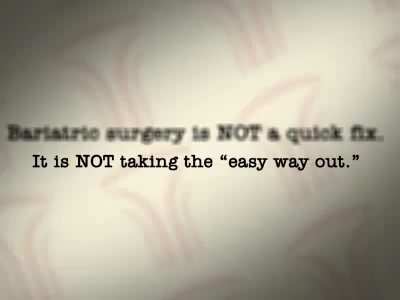 Bariatric surgery is NOT a quick fix.
It is NOT taking the “easy way out.”